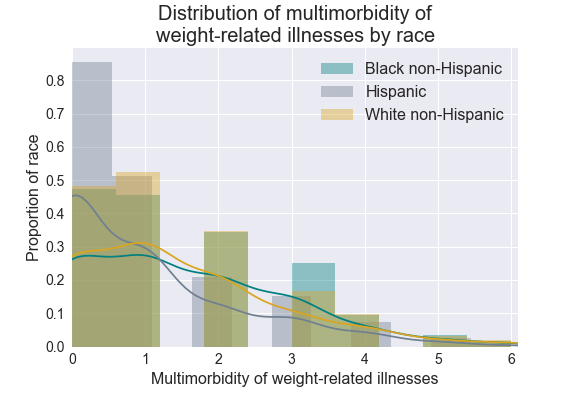 Distribution of multimorbidity of
weight-related illnesses by race
Black non-Hispanic
Hispanic
White non-Hispanic
Proportion of race
0.8
0.7
0.6
0.5
0.4
0.3
0.2
0.1
0.0
0 1 2 3 4 5 6
Multimorbidity of weight-related illnesses